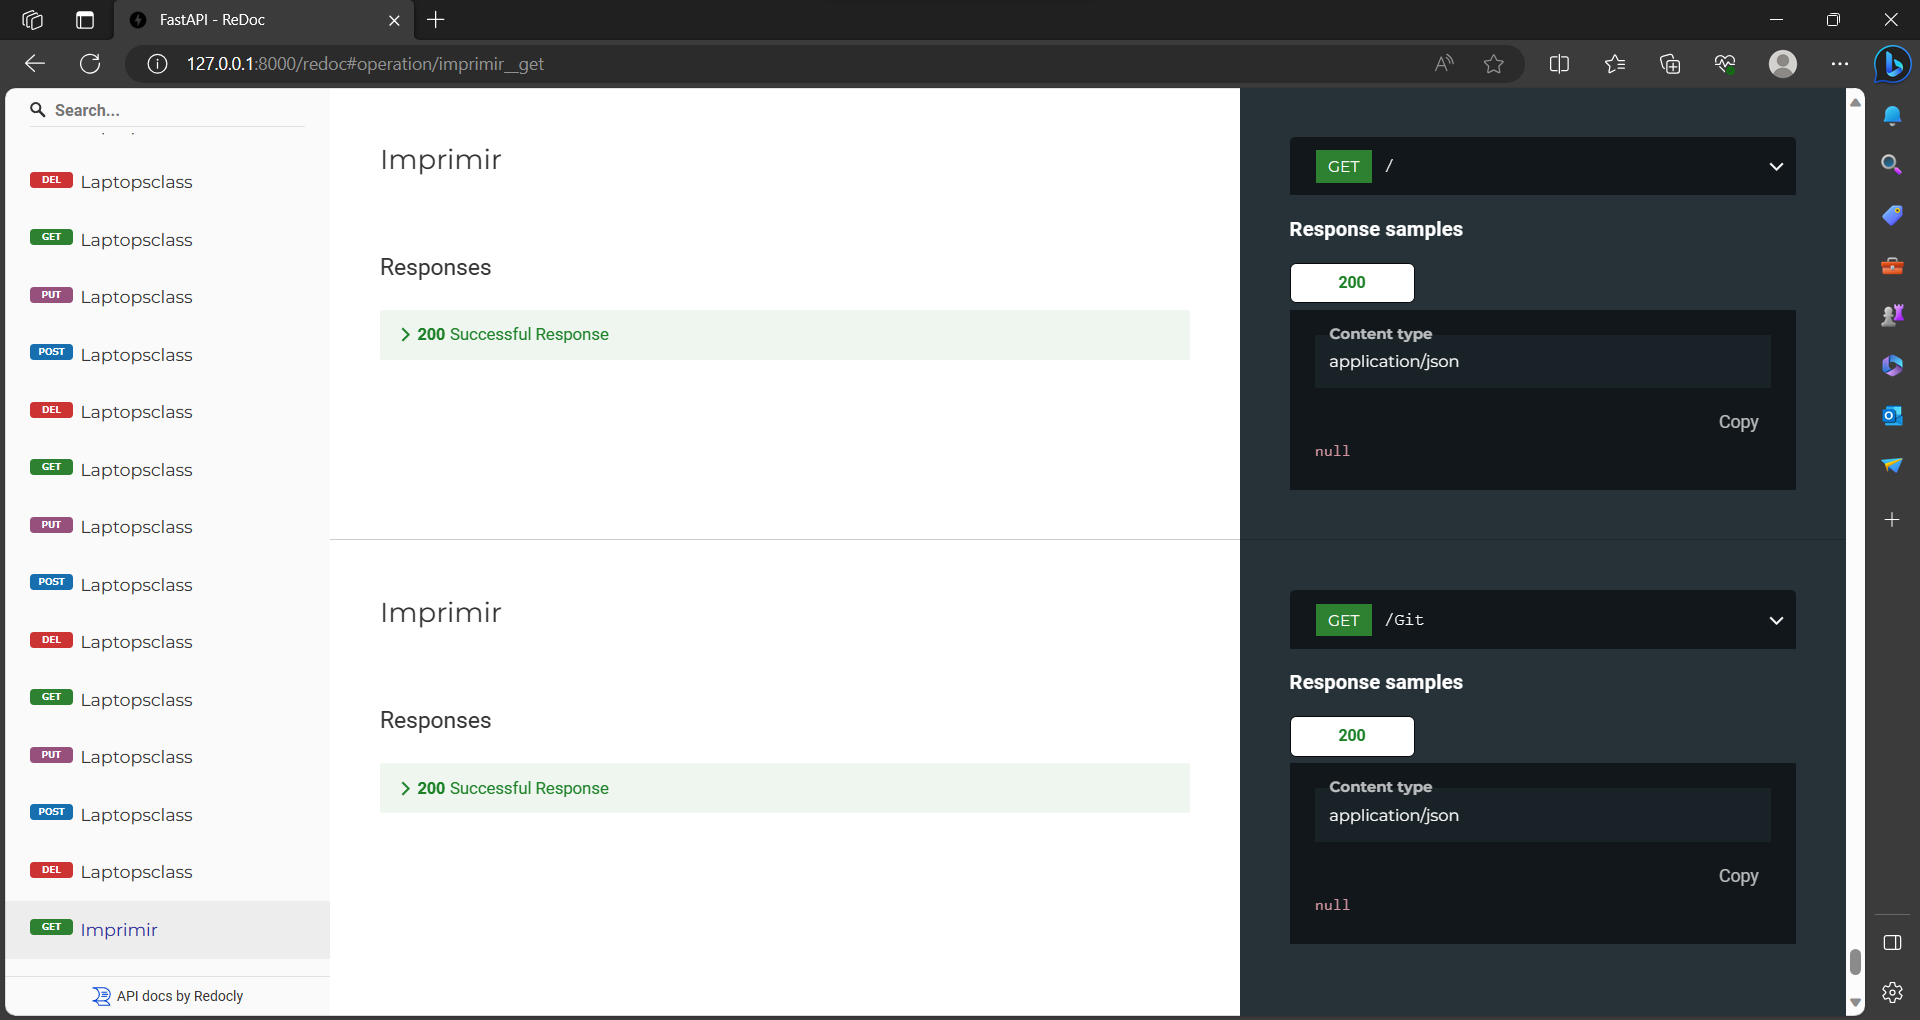 FastAPI - ReDoc
127.0.0.1:8000/redoc#operation/imprimir__get
Search...
DEL Laptopsclass
GET Laptopsclass
PUT Laptopsclass
POST Laptopsclass
DEL Laptopsclass
GET Laptopsclass
PUT Laptopsclass
POST Laptopsclass
DEL Laptopsclass
GET Laptopsclass
PUT Laptopsclass
POST Laptopsclass
DEL Laptopsclass
GET Imprimir
API docs by Redocly
Imprimir
Responses
200 Successful Response
GET /
Response samples
200
Content type
application/json
Copy
null
Imprimir
Responses
200 Successful Response
GET /Git
Response samples
200
Content type
application/json
Copy
null